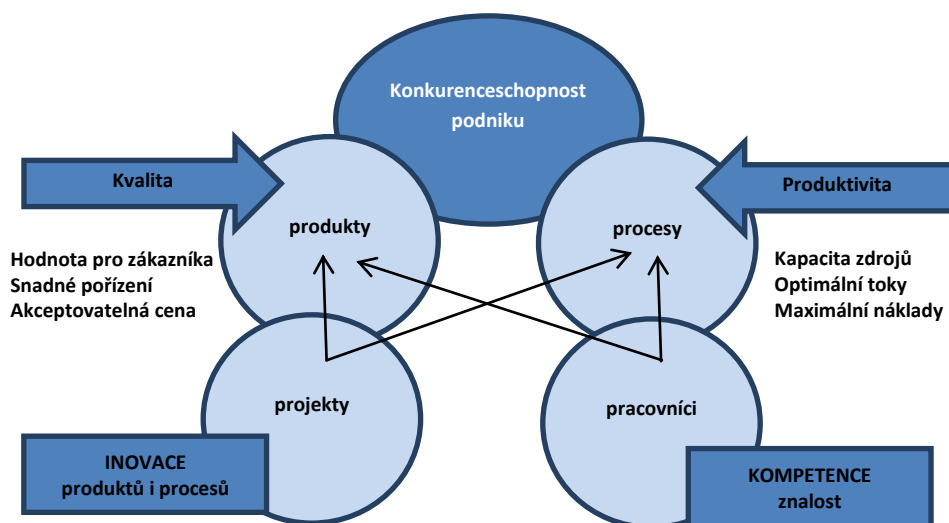 Konkurenceschopnost
podniku
Kvalita
Produktivita
produkty
procesy
Hodnota pro zákazníka
Snadné pořízení
Akceptovatelná cena
Kapacita zdrojů
Optimální toky
Maximální náklady
projekty
pracovníci
INOVACE
produktů i procesů
KOMPETENCE
znalost